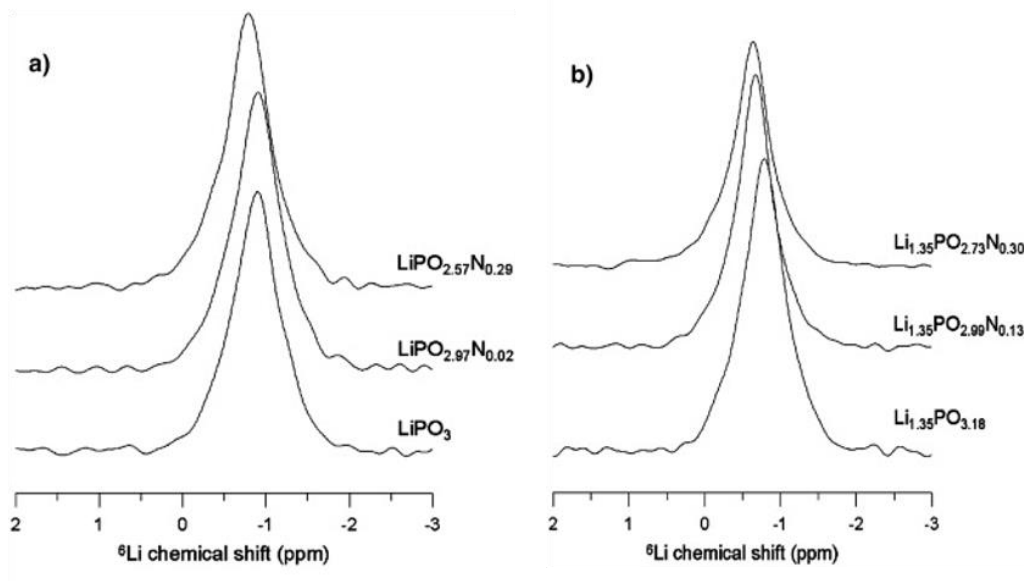 a)
LiPO2.57N0.29
LiPO2.97N0.02
LiPO3
2 1 0 -1 -2 -3
6Li chemical shift (ppm)
b)
Li1.35PO2.73N0.30
Li1.35PO2.99N0.13
Li1.35PO3.18
2 1 0 -1 -2 -3
6Li chemical shift (ppm)